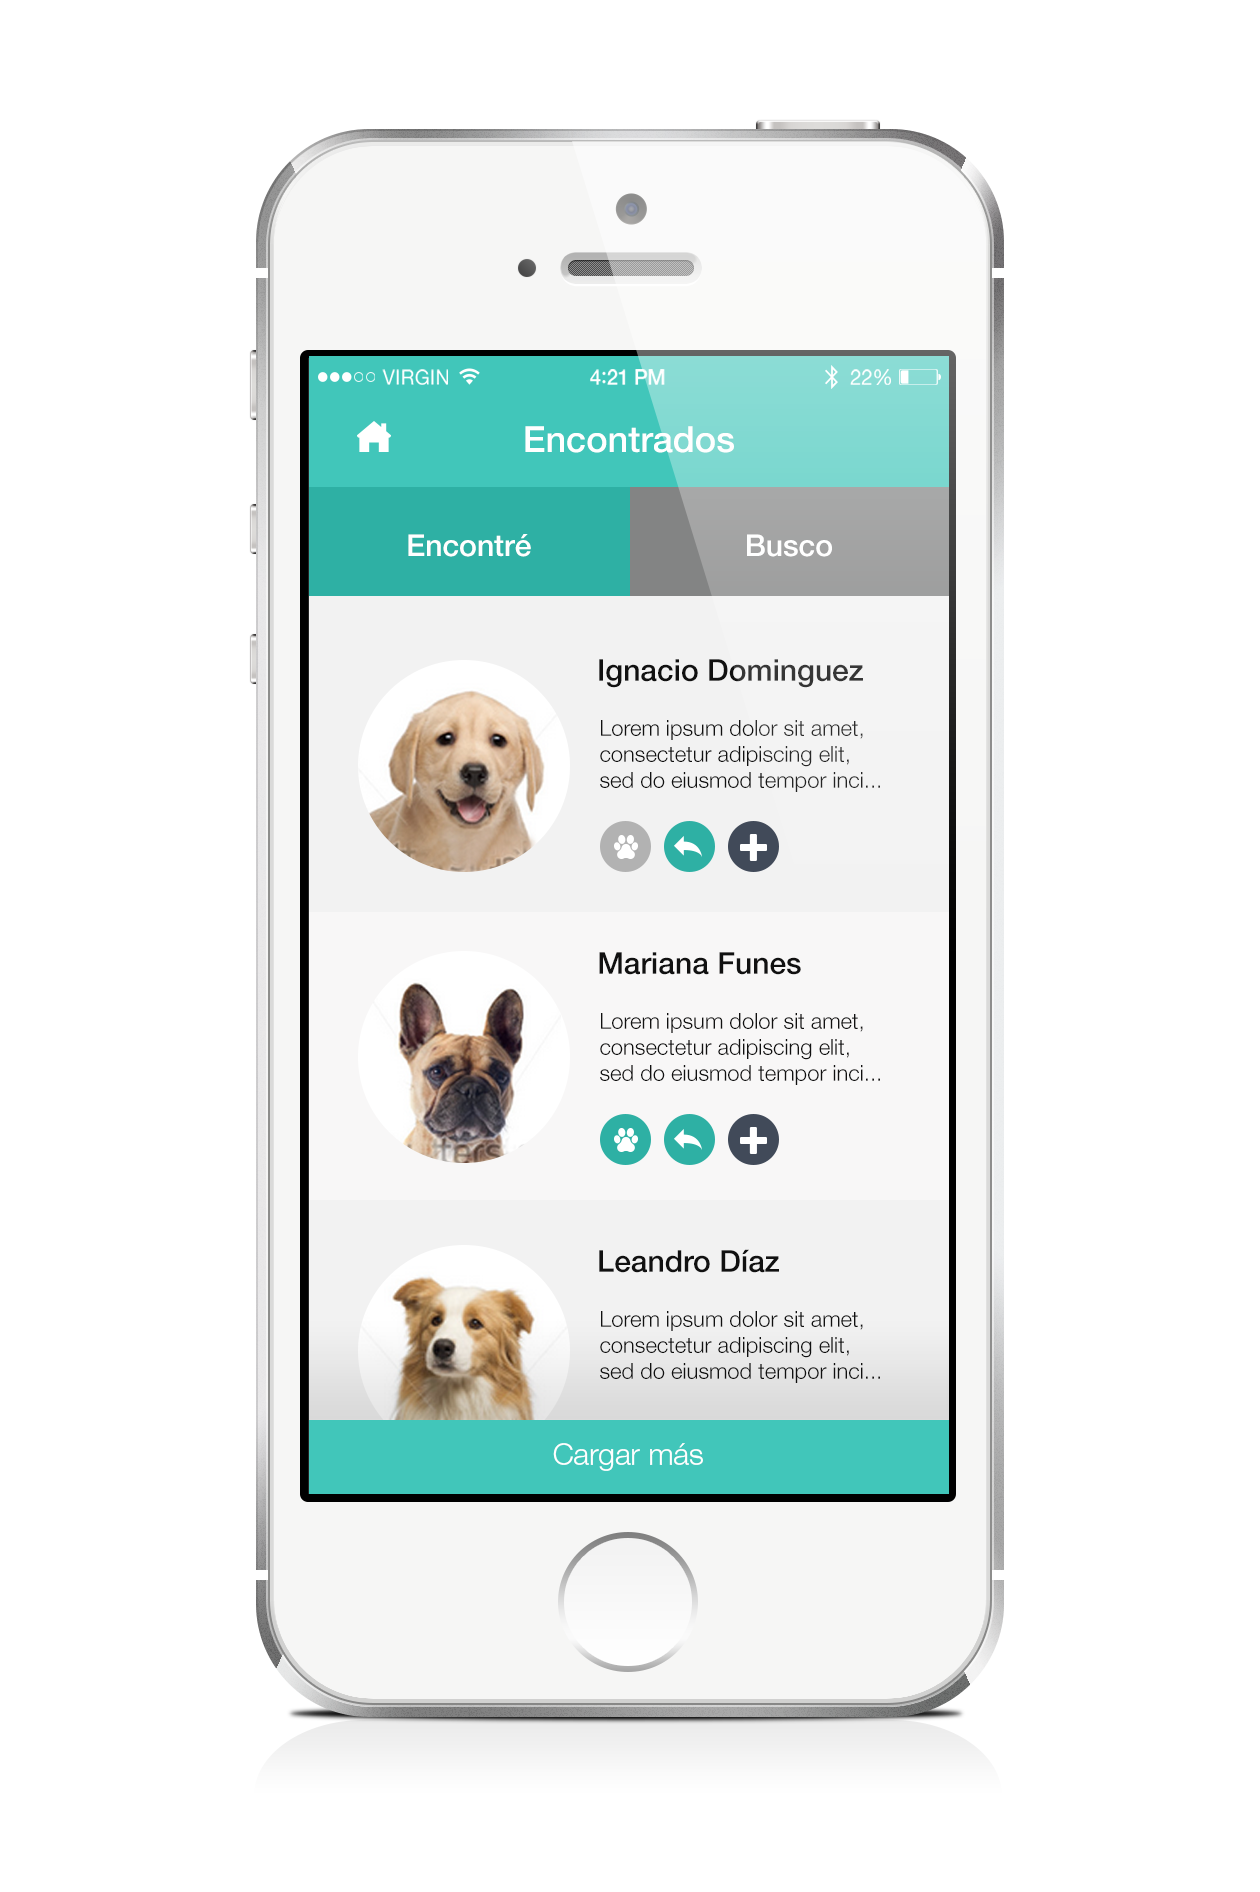 VIRGIN 4:21 PM 22%
Encontrados
Encontré Busco
Ignacio Dominguez
Lorem ipsum dolor sit amet,
consectetur adipiscing elit,
sed do eiusmod tempor inci...
Mariana Funes
Lorem ipsum dolor sit amet,
consectetur adipiscing elit,
sed do eiusmod tempor inci...
Leandro Díaz
Lorem ipsum dolor sit amet,
consectetur adipiscing elit,
sed do eiusmod tempor inci...
Cargar más